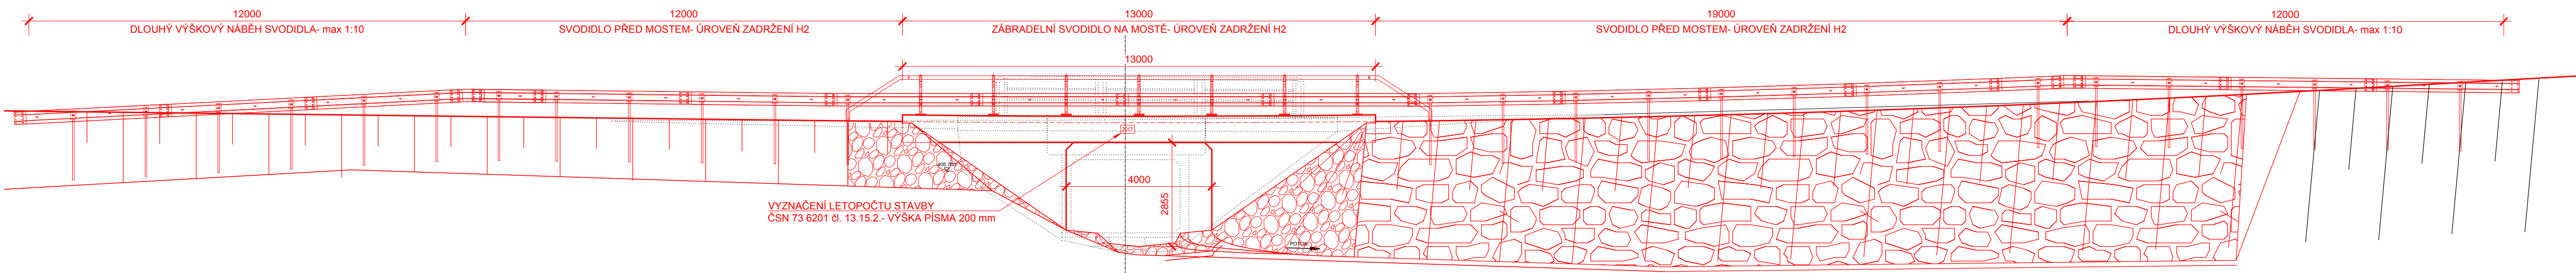 12000
12000
13000
19000
12000
DLOUHÝ VÝŠKOVÝ NÁBĚH SVODIDLA- max 1:10
SVODIDLO PŘED MOSTEM- ÚROVEŇ ZADRŽENÍ H2
ZÁBRADELNÍ SVODIDLO NA MOSTĚ- ÚROVEŇ ZADRŽENÍ H2
SVODIDLO PŘED MOSTEM- ÚROVEŇ ZADRŽENÍ H2
DLOUHÝ VÝŠKOVÝ NÁBĚH SVODIDLA- max 1:10
13000
2017
4000
2855
VYZNAČENÍ LETOPOČTU STAVBY
ČSN 73 6201 čl. 13.15.2.- VÝŠKA PÍSMA 200 mm
POTOK